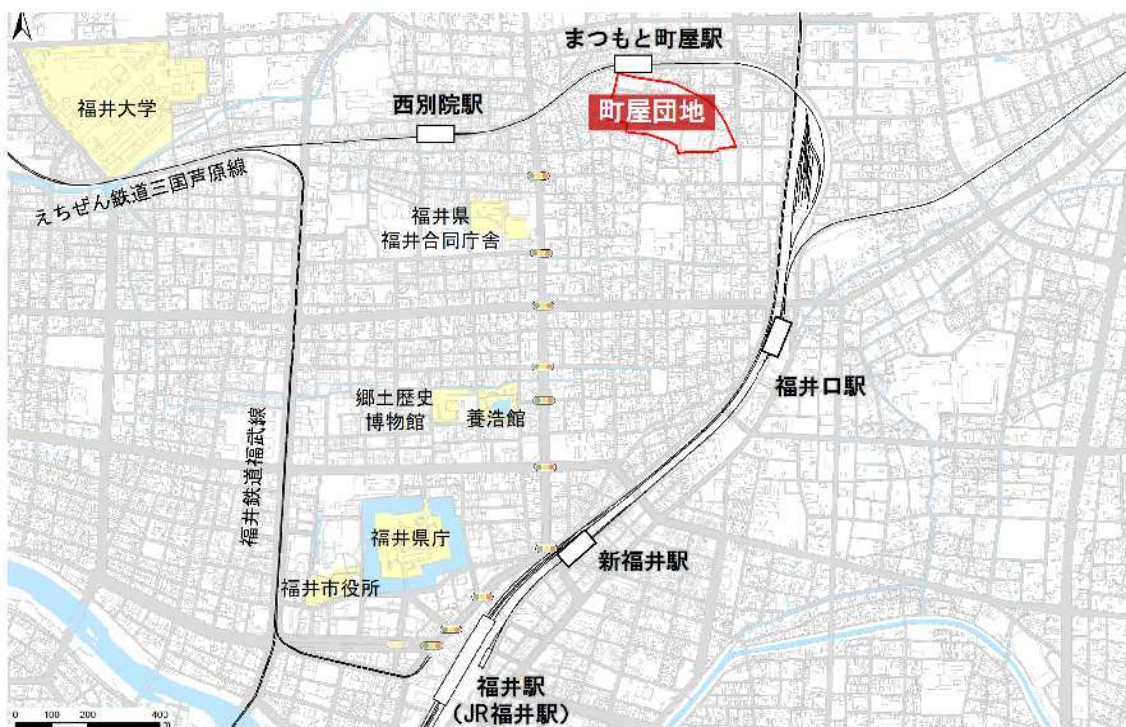 まつもと町屋駅
福井大学
西別院駅
町屋団地
えちぜん鉄道三国芦原線
福井県
福井合同庁舎
福井口駅
郷土歴史
博物館
養浩館
福井鉄道福武線
福井県庁
新福井駅
福井市役所
福井駅
（JR福井駅）
0 100 200 400